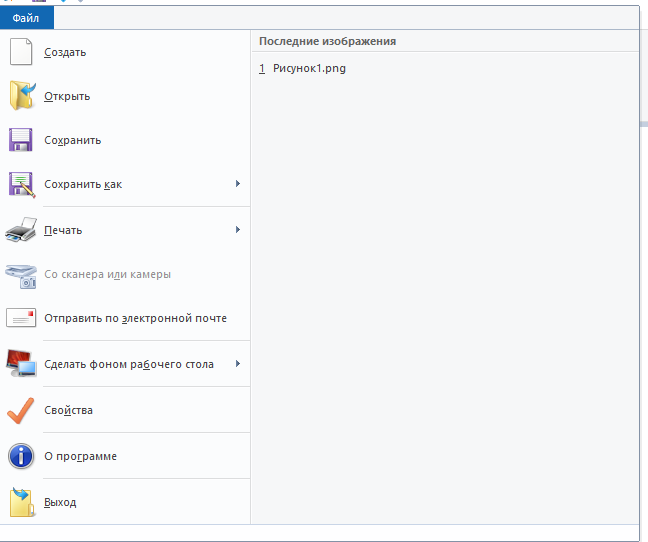 Файл
Последние изображения
1 Рисунок1.png
Создать
Открыть
Сохранить
Сохранить как
Печать
Со сканера или камеры
Отправить по электронной почте
Сделать фоном рабочего стола
Свойства
О программе
Выход